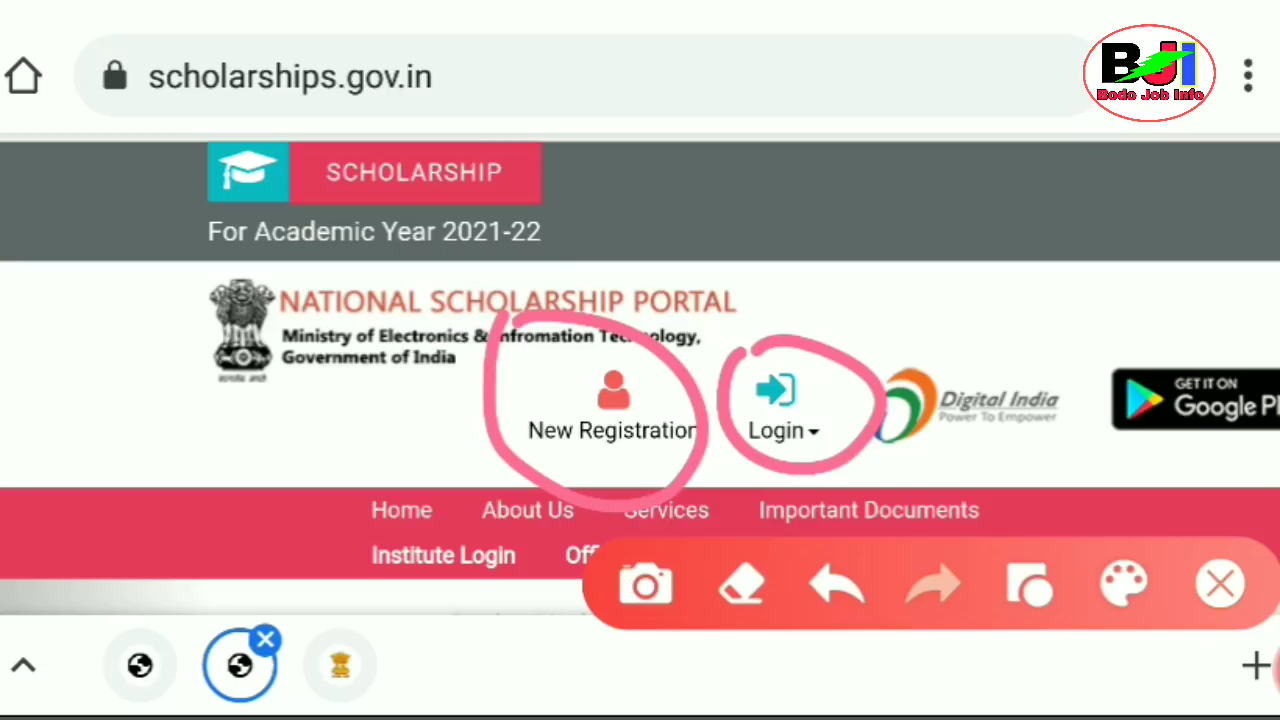 scholarships.gov.in
BJI
Bodo Job Info
SCHOLARSHIP
For Academic Year 2021-22
NATIONAL SCHOLARSHIP PORTAL
Ministry of Electronics & Infromation Technology,
Government of India
New Registration
Login
Digital India
Power To Empower
GET IT ON
Google Pl
Home About Us Services Important Documents
Institute Login Off